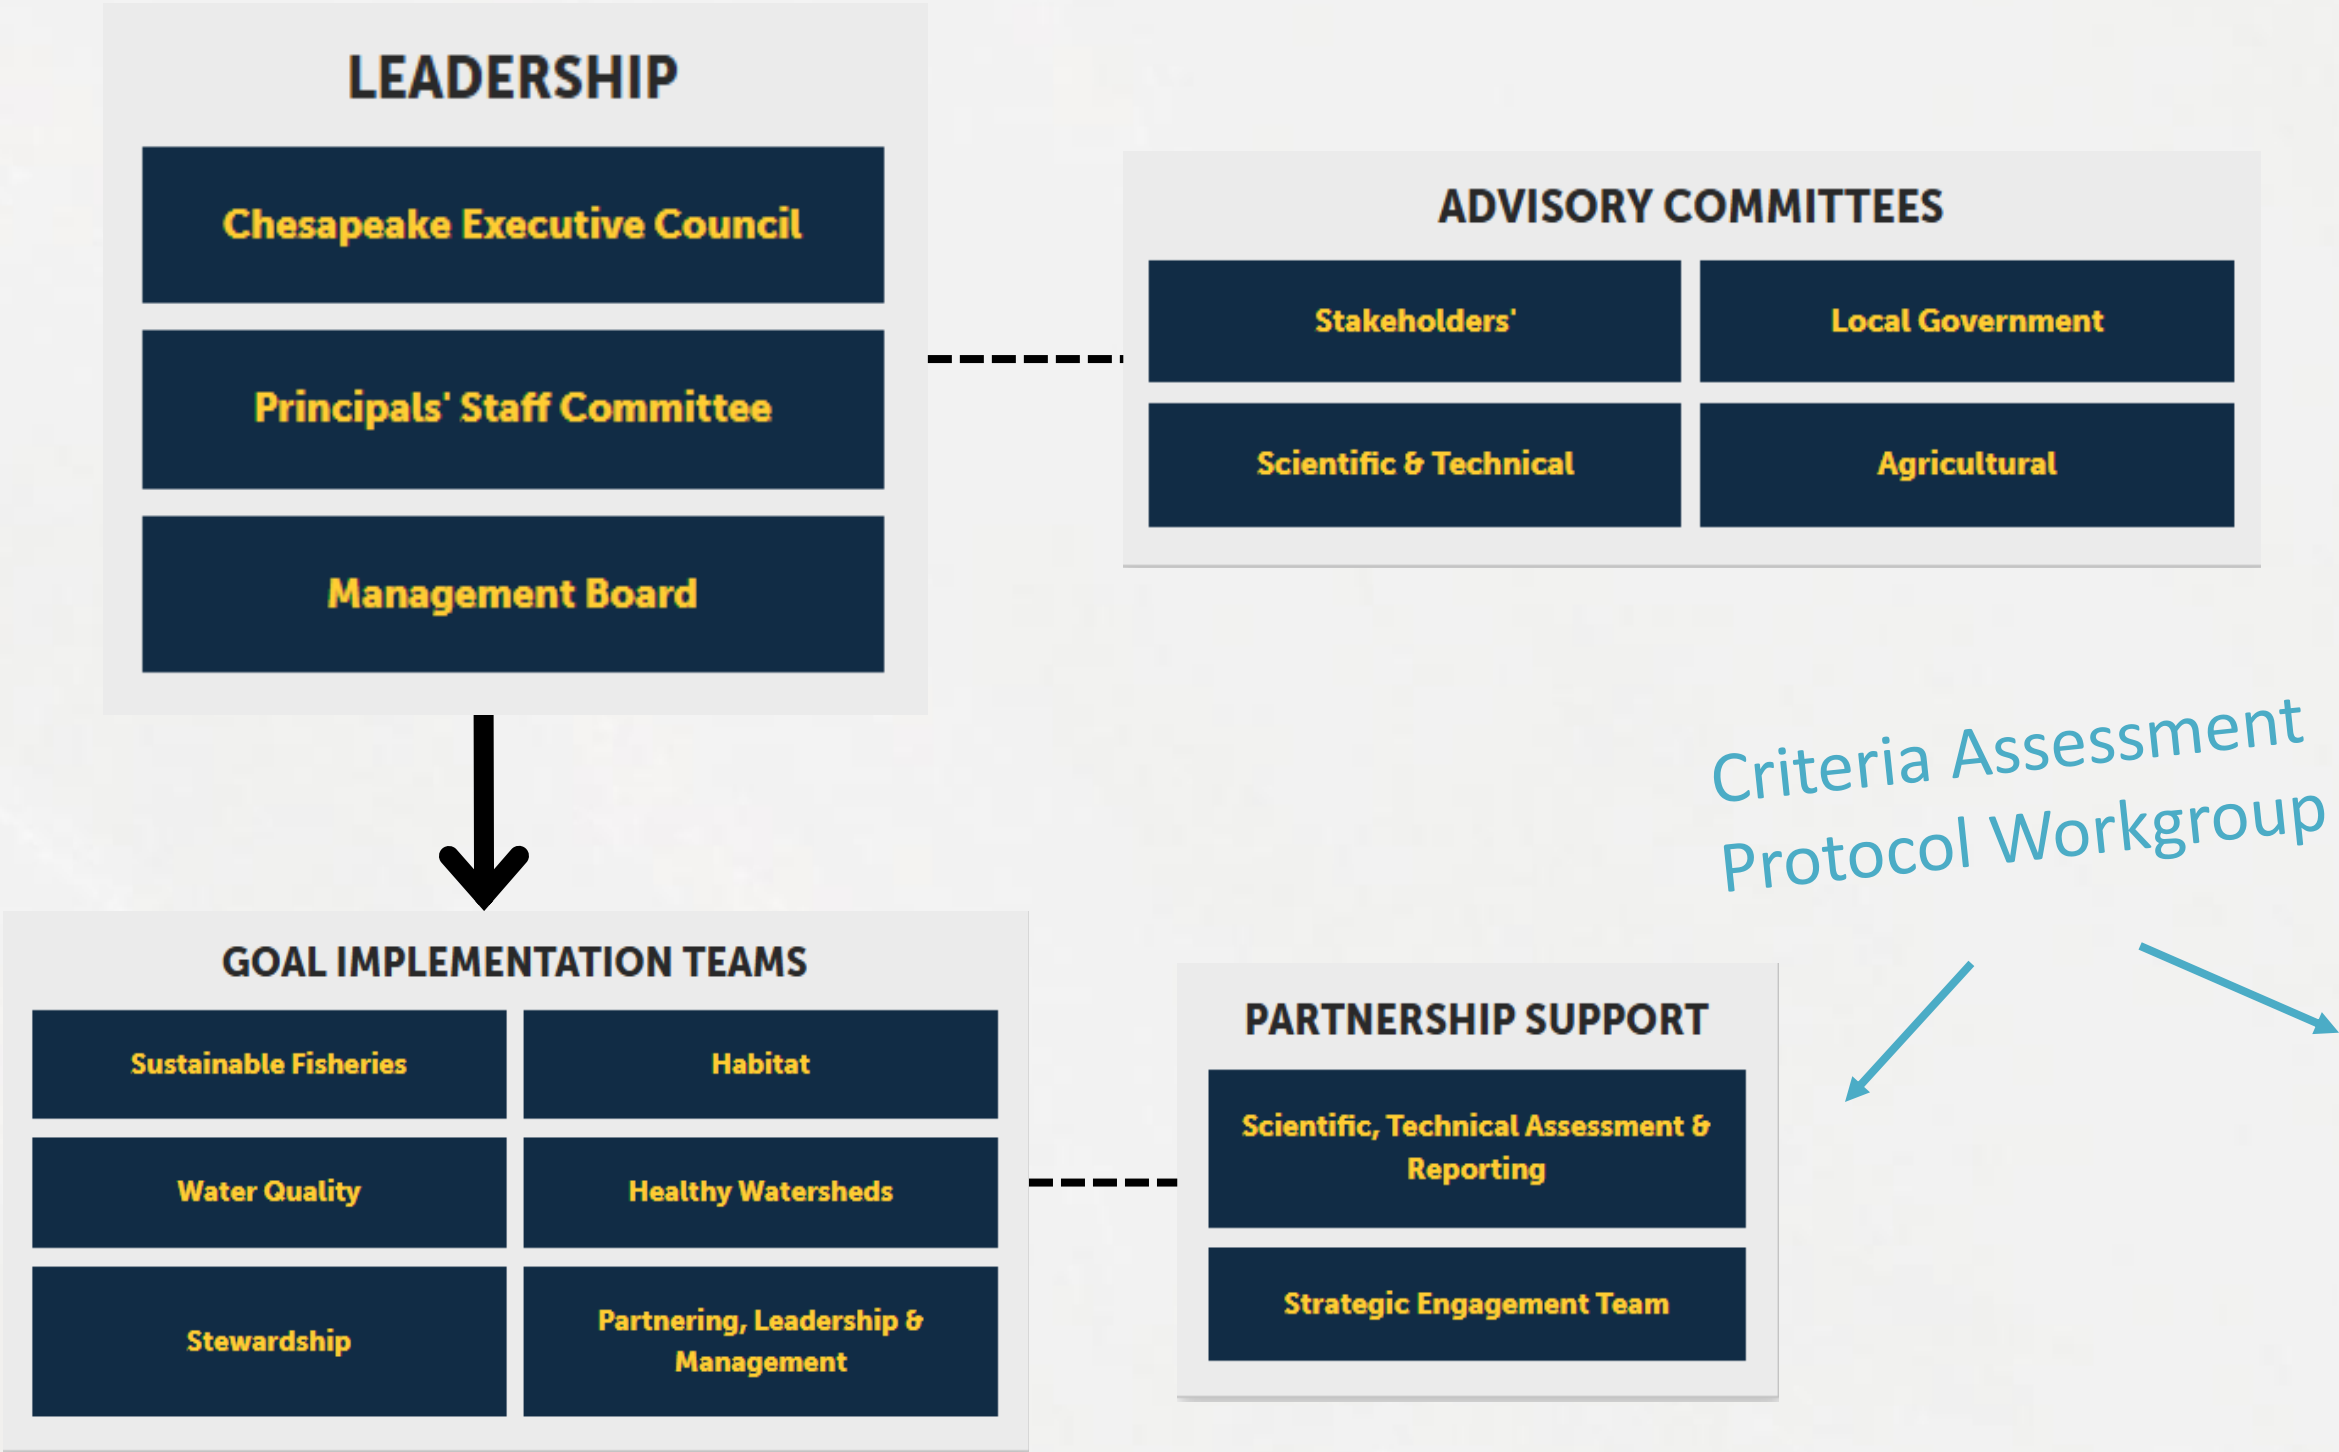 LEADERSHIP
Chesapeake Executive Council
Principals' Staff Committee
Management Board
ADVISORY COMMITTEES
Stakeholders'
Local Government
Scientific & Technical
Agricultural
Criteria Assessment
Protocol Workgroup
GOAL IMPLEMENTATION TEAMS
Sustainable Fisheries
Habitat
Water Quality
Healthy Watersheds
Stewardship
Partnering, Leadership &
Management
PARTNERSHIP SUPPORT
Scientific, Technical Assessment &
Reporting
Strategic Engagement Team